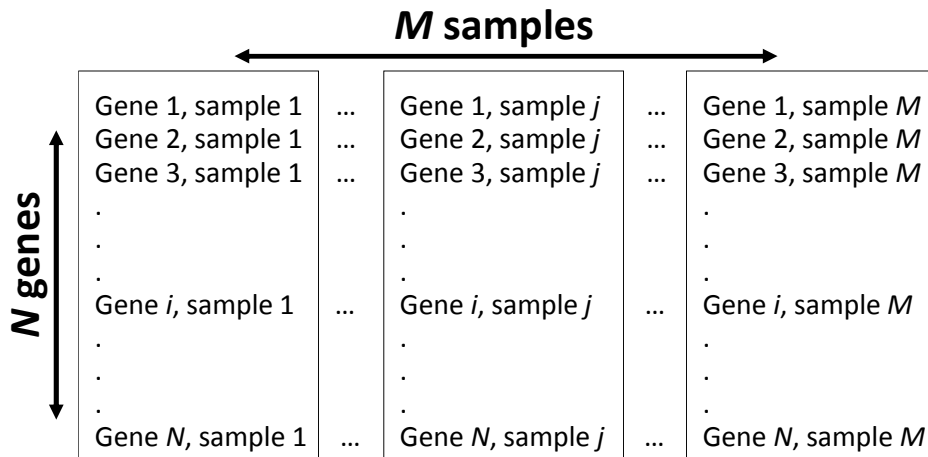 M samples
N genes
Gene 1, sample 1 ... Gene 1, sample j ... Gene 1, sample M
Gene 2, sample 1 ... Gene 2, sample j ... Gene 2, sample M
Gene 3, sample 1 ... Gene 3, sample j ... Gene 3, sample M
. . .
. . .
. . .
Gene i, sample 1 ... Gene i, sample j ... Gene i, sample M
. . .
. . .
. . .
Gene N, sample 1 ... Gene N, sample j ... Gene N, sample M